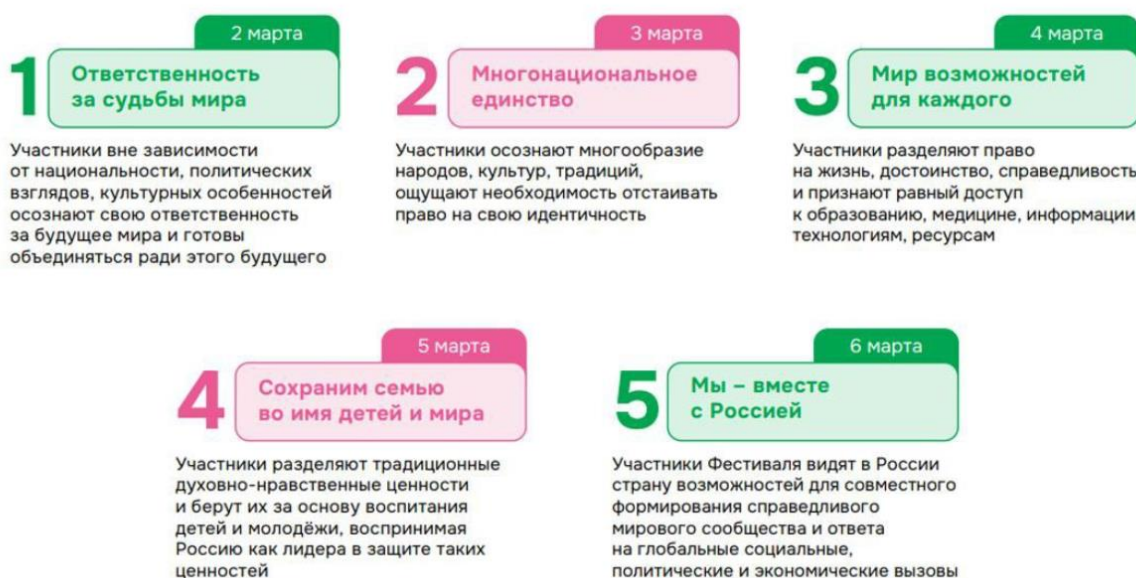 2 марта
1
Ответственность
за судьбы мира
Участники вне зависимости
от национальности, политических
взглядов, культурных особенностей
осознают свою ответственность
за будущее мира и готовы
объединяться ради этого будущего
3 марта
2
Многонациональное
единство
Участники осознают многообразие
народов, культур, традиций,
ощущают необходимость отстаивать
право на свою идентичность
4 марта
3
Мир возможностей
для каждого
Участники разделяют право
на жизнь, достоинство, справедливость
и признают равный доступ
к образованию, медицине, информации
технологиям, ресурсам
5 марта
4
Сохраним семью
во имя детей и мира
Участники разделяют традиционные
духовно-нравственные ценности
и берут их за основу воспитания
детей и молодёжи, воспринимая
Россию как лидера в защите таких
ценностей
6 марта
5
Мы – вместе
с Россией
Участники Фестиваля видят в России
страну возможностей для совместного
формирования справедливого
мирового сообщества и ответа
на глобальные социальные,
политические и экономические вызовы